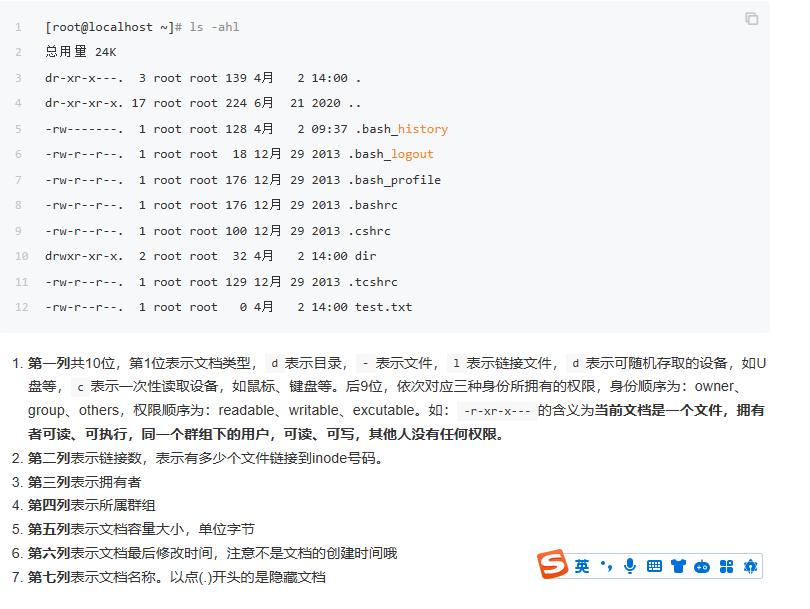 1 [root@localhost ~]# ls -ahl
2 总用量 24K
3 dr-xr-x---. 3 root root 139 4月 2 14:00 .
4 dr-xr-xr-x. 17 root root 224 6月 21 2020 ..
5 -rw-------. 1 root root 128 4月 2 09:37 .bash_history
6 -rw-r--r--. 1 root root 18 12月 29 2013 .bash_logout
7 -rw-r--r--. 1 root root 176 12月 29 2013 .bash_profile
8 -rw-r--r--. 1 root root 176 12月 29 2013 .bashrc
9 -rw-r--r--. 1 root root 100 12月 29 2013 .cshrc
10 drwxr-xr-x. 2 root root 32 4月 2 14:00 dir
11 -rw-r--r--. 1 root root 129 12月 29 2013 .tcshrc
12 -rw-r--r--. 1 root root 0 4月 2 14:00 test.txt
1. 第一列共10位，第1位表示文档类型， d 表示目录， - 表示文件， l 表示链接文件， d 表示可随机存取的设备，如U
盘等， c 表示一次性读取设备，如鼠标、键盘等。后9位，依次对应三种身份所拥有的权限，身份顺序为：owner、
group、others，权限顺序为：readable、writable、excutable。如： -r-xr-x--- 的含义为当前文档是一个文件，拥有
者可读、可执行，同一个群组下的用户，可读、可写，其他人没有任何权限。
2. 第二列表示链接数，表示有多少个文件链接到inode号码。
3. 第三列表示拥有者
4. 第四列表示所属群组
5. 第五列表示文档容量大小，单位字节
6. 第六列表示文档最后修改时间，注意不是文档的创建时间哦
7. 第七列表示文档名称。以点(.)开头的是隐藏文档
S 英